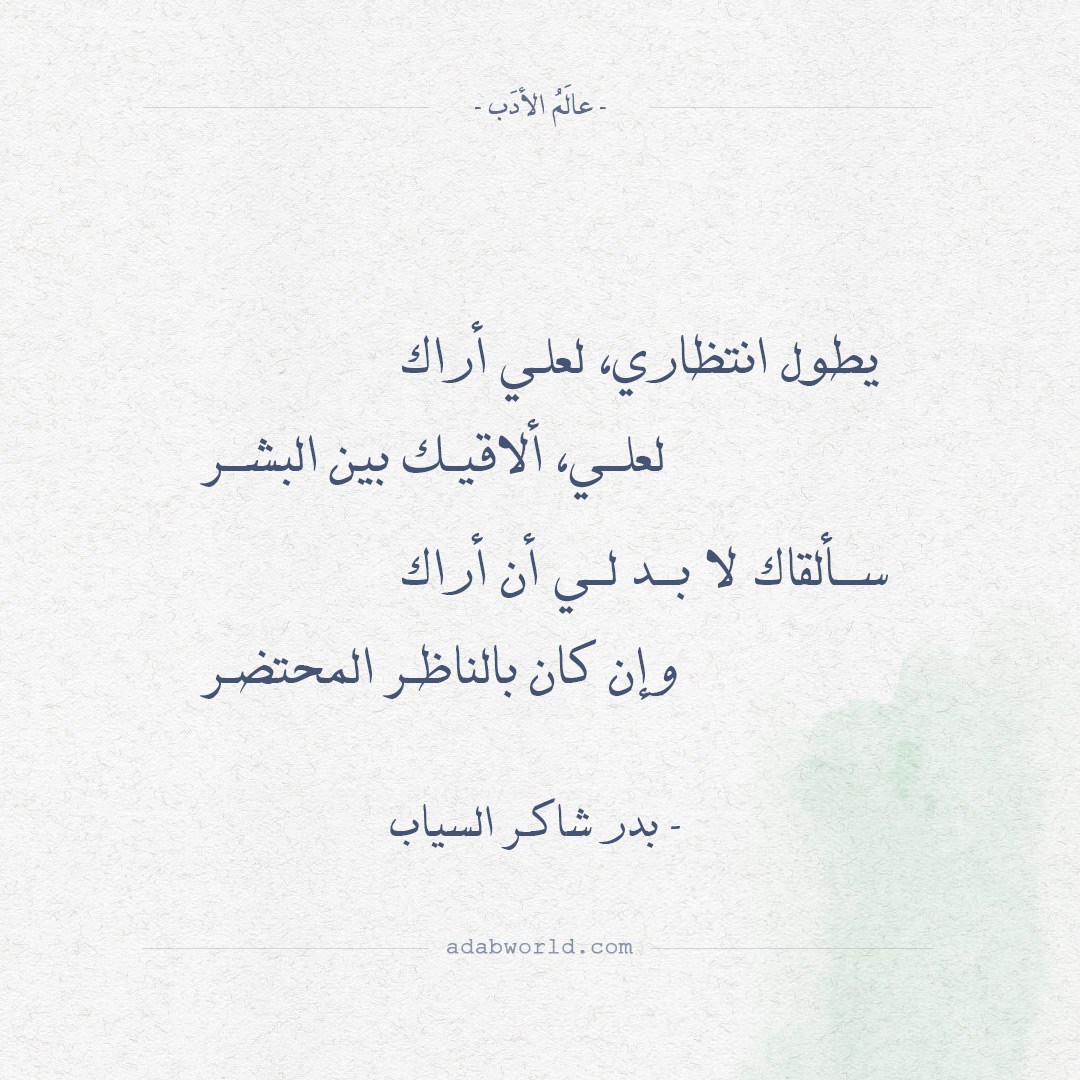 - عالَمُ الأدَب -
يطول انتظاري، لعلي أراك
لعلي، ألاقيك بين البشر
سألقاك لا بد لي أن أراك
وإن كان بالناظر المحتضر
- بدر شاكر السياب
adabworld.com